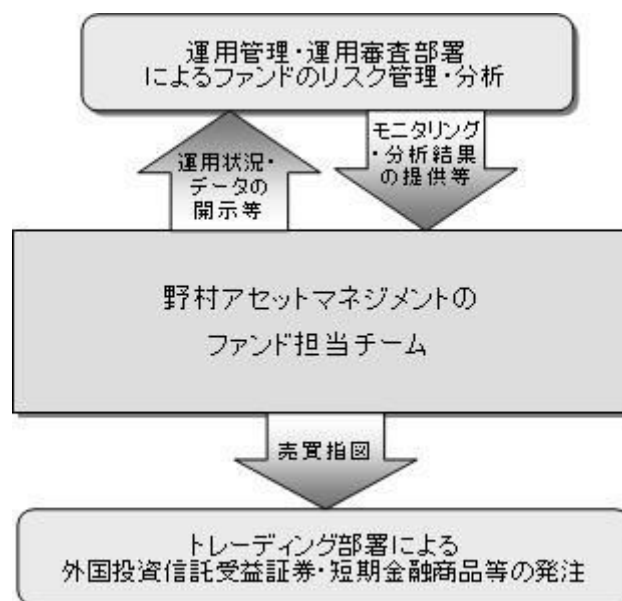 運用管理・運用審査部署
によるファンドのリスク管理・分析
運用状況・
データの
開示等
モニタリング
・分析結果
の提供等
野村アセットマネジメントの
ファンド担当チーム
売買指図
トレーディング部署による
外国投資信託受益証券・短期金融商品等の発注